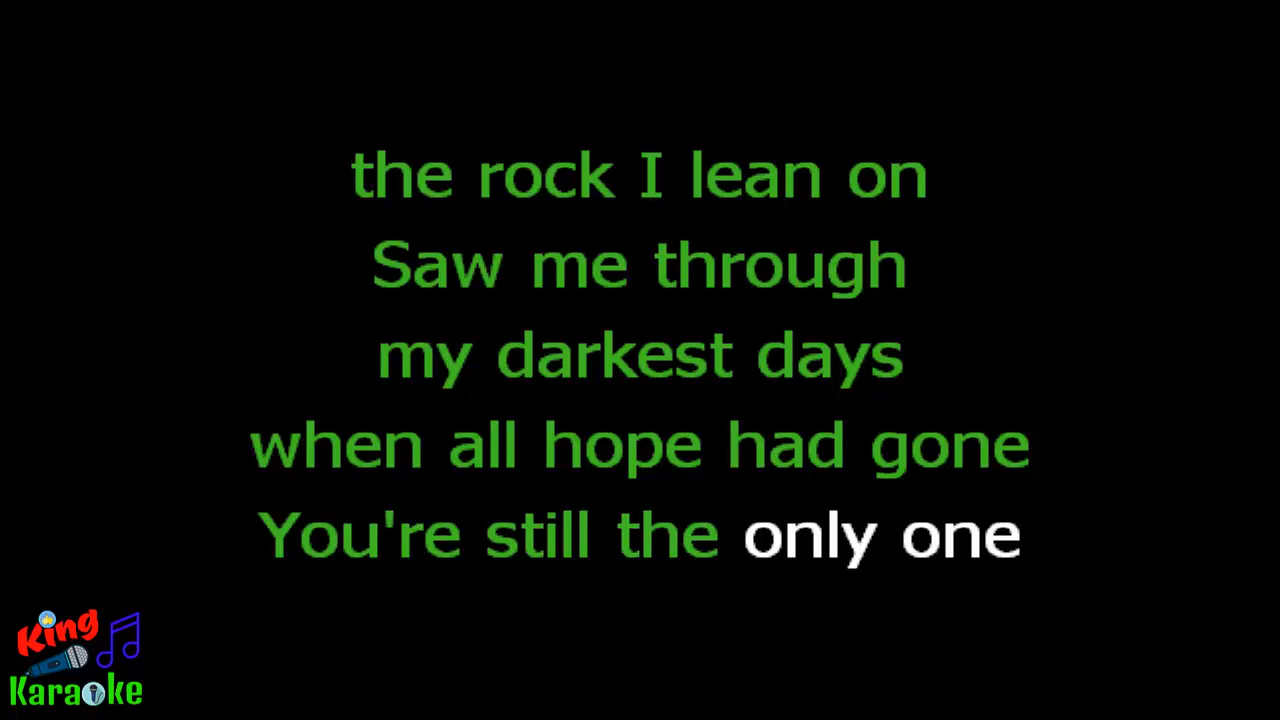 the rock I lean on
Saw me through
my darkest days
when all hope had gone
You're still the only one
King
Karaoke